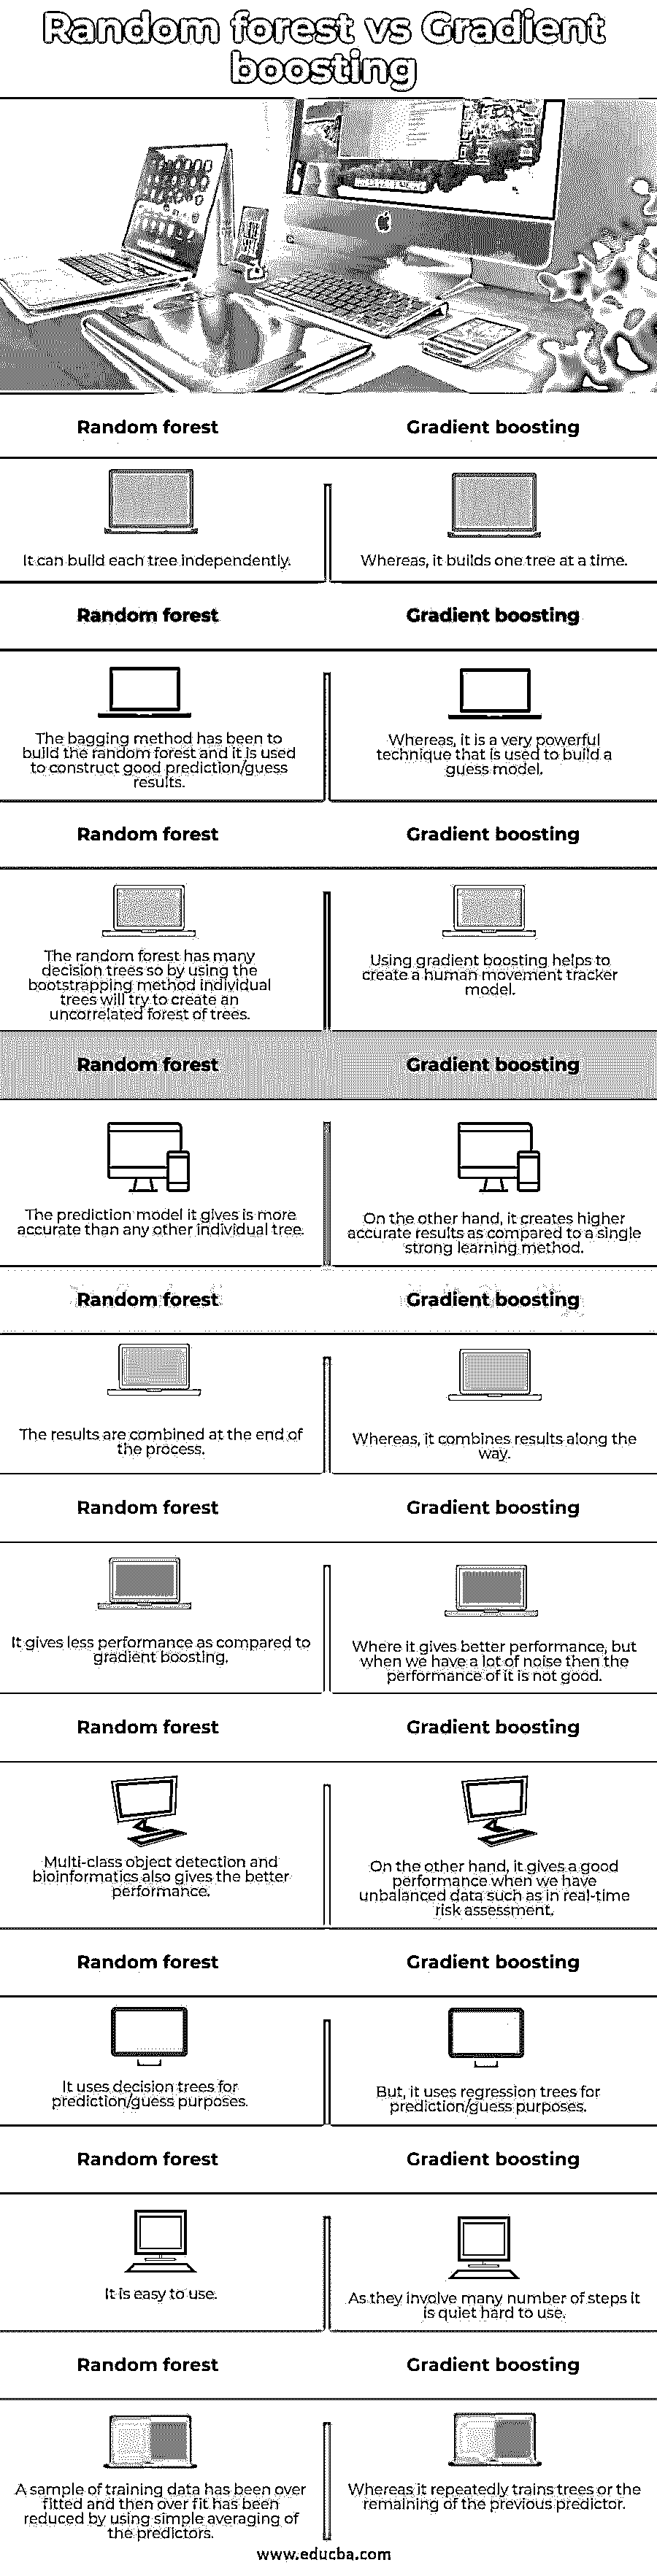 Random forest vs Gradient
boosting
Random forest
Gradient boosting
It can build each tree independently.
Whereas, it builds one tree at a time.
Random forest
Gradient boosting
The bagging method has been to
build the random forest and it is used
to construct good prediction/guess
results.
Whereas, it is a very powerful
technique that is used to build a
guess model.
Random forest
Gradient boosting
The random forest has many
decision trees so by using the
bootstrapping method individual
trees will try to create an
uncorrelated forest of trees.
Using gradient boosting helps to
create a human movement tracker
model.
Random forest
Gradient boosting
The prediction model it gives is more
accurate than any other individual tree.
On the other hand, it creates higher
accurate results as compared to a single
strong learning method.
Random forest
Gradient boosting
The results are combined at the end of
the process.
Whereas, it combines results along the
way.
Random forest
Gradient boosting
It gives less performance as compared to
gradient boosting.
Where it gives better performance, but
when we have a lot of noise then the
performance of it is not good.
Random forest
Gradient boosting
Multi-class object detection and
bioinformatics also gives the better
performance.
On the other hand, it gives a good
performance when we have
unbalanced data such as in real-time
risk assessment.
Random forest
Gradient boosting
It uses decision trees for
prediction/guess purposes.
But, it uses regression trees for
prediction/guess purposes.
Random forest
Gradient boosting
It is easy to use.
As they involve many number of steps it
is quiet hard to use.
Random forest
Gradient boosting
A sample of training data has been over
fitted and then over fit has been
reduced by using simple averaging of
the predictors.
Whereas it repeatedly trains trees or the
remaining of the previous predictor.
www.educba.com